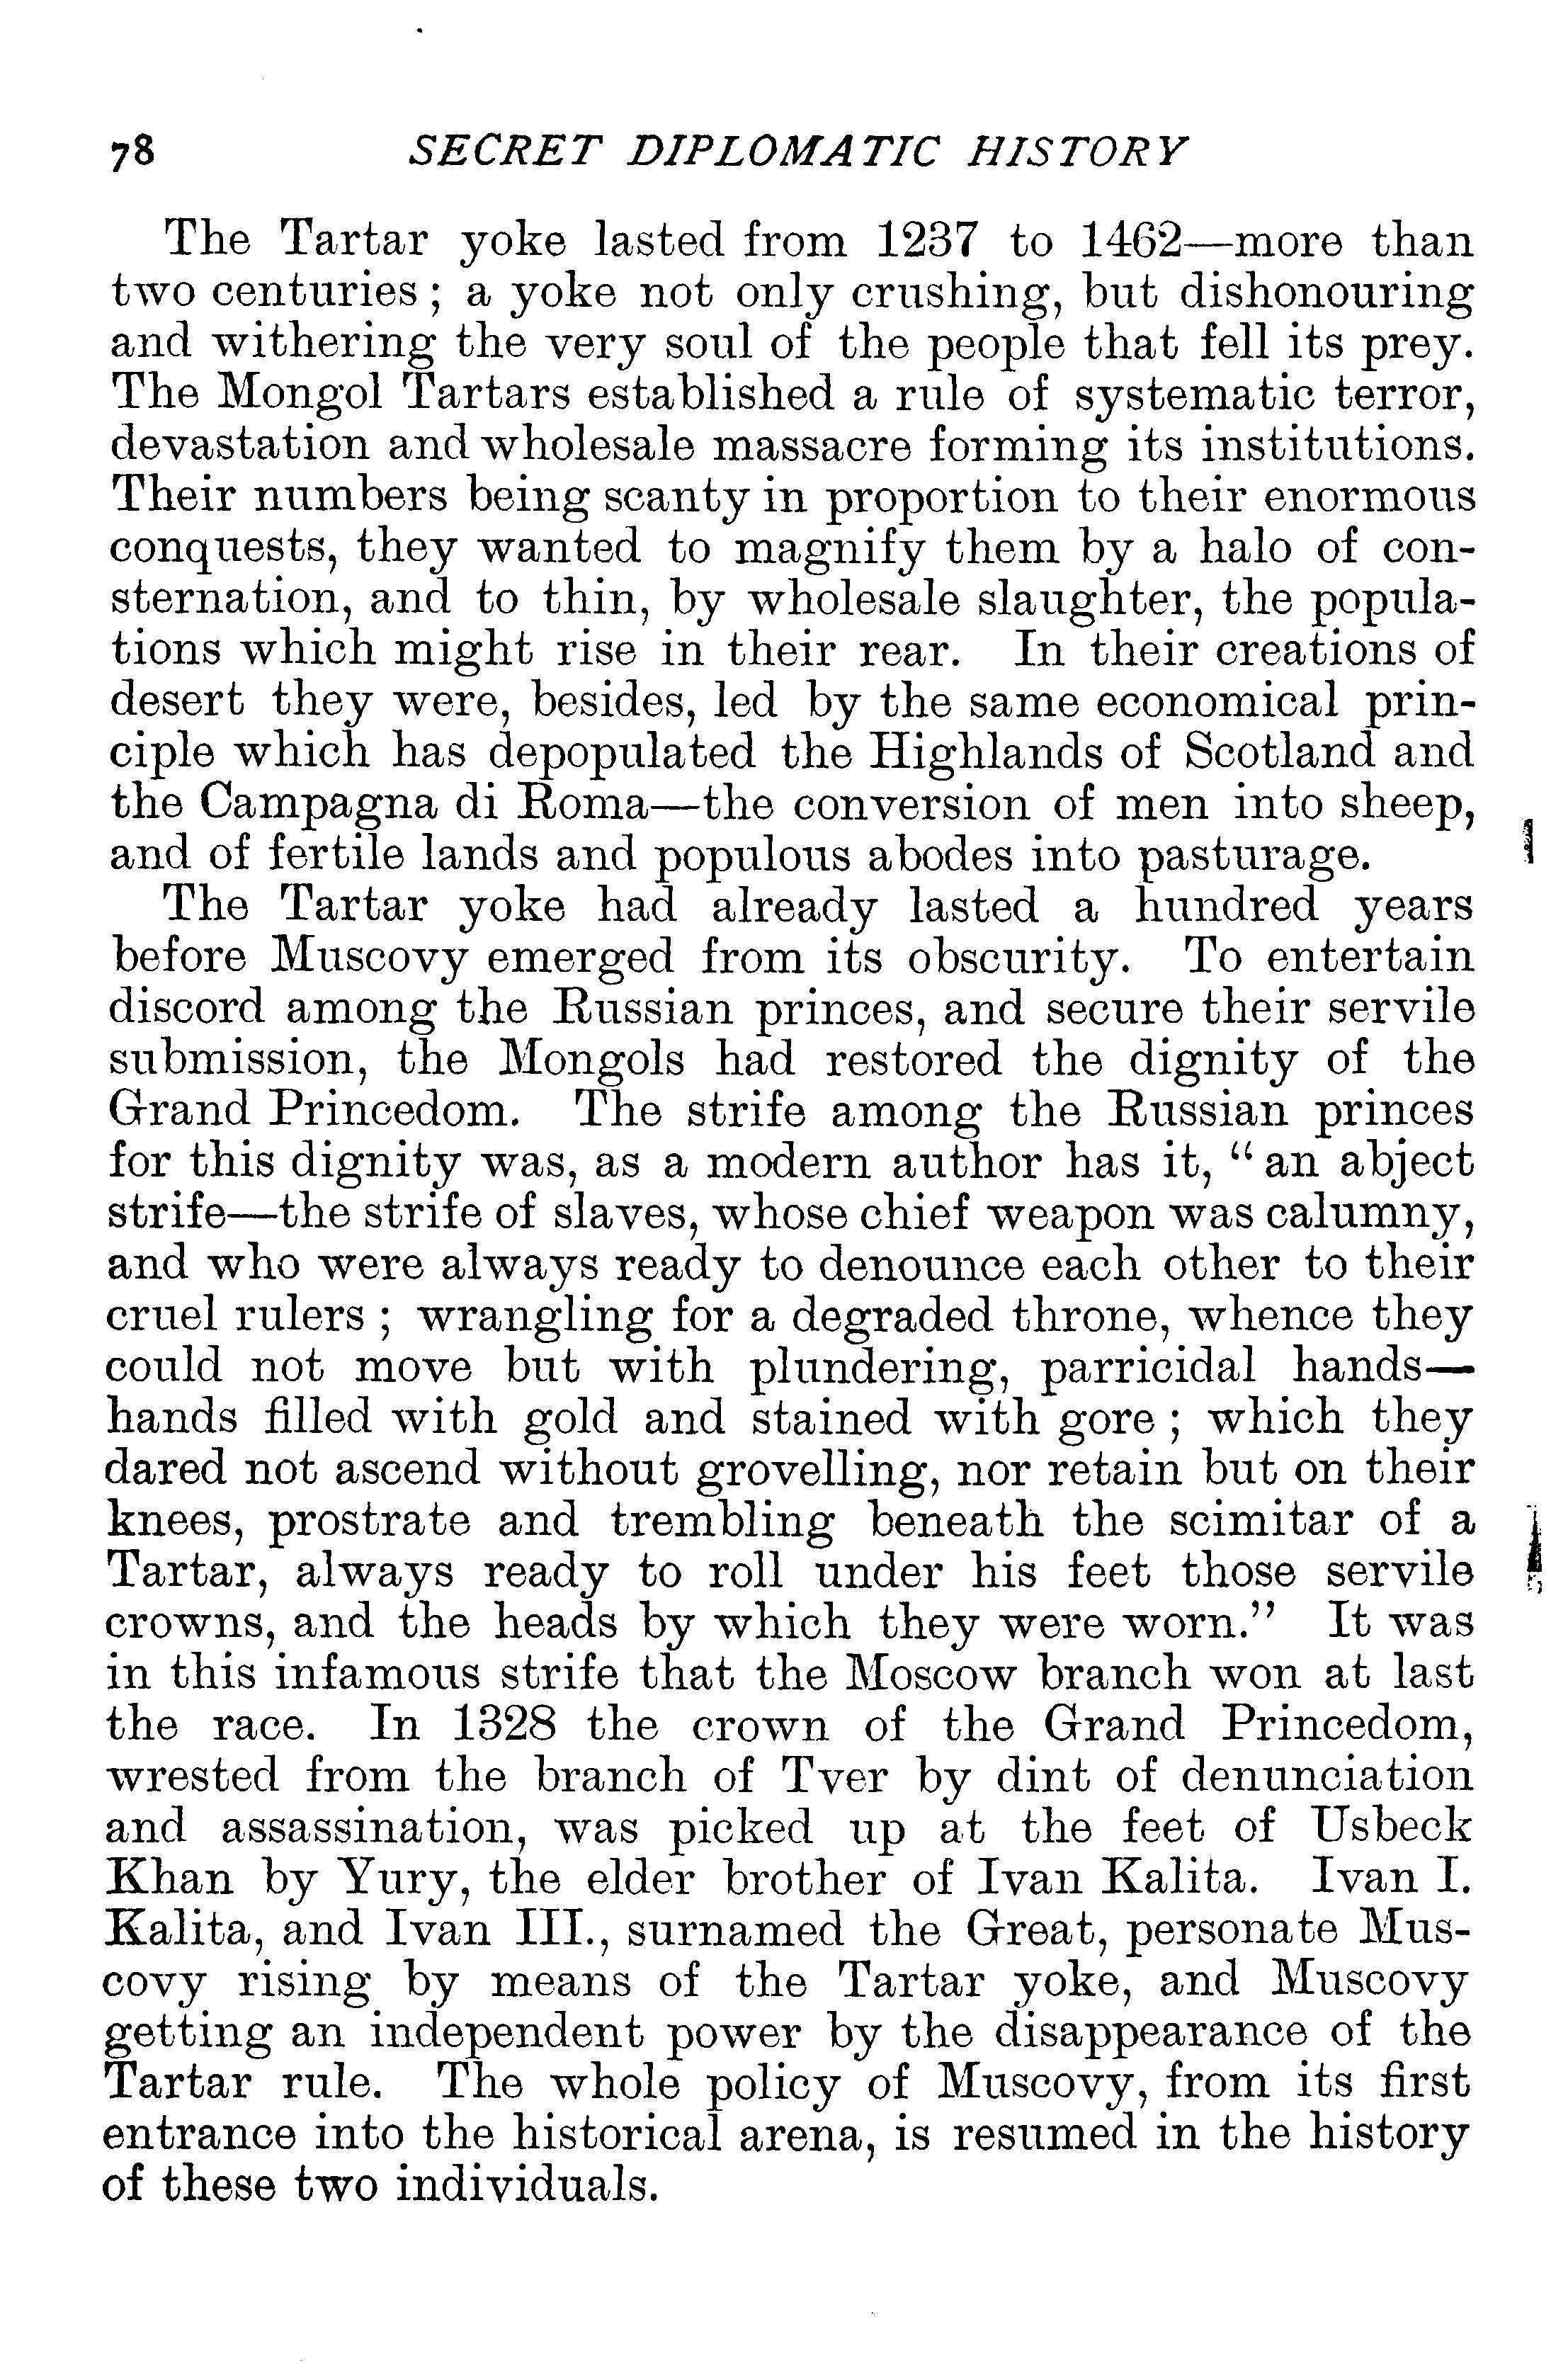 78 SECRET DIPLOMATIC HISTORY
The Tartar yoke lasted from 1237 to 1462—more than
two centuries; a yoke not only crushing, but dishonouring
and withering the very soul of the people that fell its prey.
The Mongol Tartars established a rule of systematic terror,
devastation and wholesale massacre forming its institutions.
Their numbers being scanty in proportion to their enormous
conquests, they wanted to magnify them by a halo of con-
sternation, and to thin, by wholesale slaughter, the popula-
tions which might rise in their rear. In their creations of
desert they were, besides, led by the same economical prin-
ciple which has depopulated the Highlands of Scotland and
the Campagna di Roma—the conversion of men into sheep,
and of fertile lands and populous abodes into pasturage.
The Tartar yoke had already lasted a hundred years
before Muscovy emerged from its obscurity. To entertain
discord among the Russian princes, and secure their servile
submission, the Mongols had restored the dignity of the
Grand Princedom. The strife among the Russian princes
for this dignity was, as a modern author has it, "an abject
strife—the strife of slaves, whose chief weapon was calumny,
and who were always ready to denounce each other to their
cruel rulers; wrangling for a degraded throne, whence they
could not move but with plundering, parricidal hands—
hands filled with gold and stained with gore; which they
dared not ascend without grovelling, nor retain but on their
knees, prostrate and trembling beneath the scimitar of a
Tartar, always ready to roll under his feet those servile
crowns, and the heads by which they were worn." It was
in this infamous strife that the Moscow branch won at last
the race. In 1328 the crown of the Grand Princedom,
wrested from the branch of Tver by dint of denunciation
and assassination, was picked up at the feet of Usbeck
Khan by Yury, the elder brother of Ivan Kalita. Ivan I.
Kalita, and Ivan III., surnamed the Great, personate Mus-
covy rising by means of the Tartar yoke, and Muscovy
getting an independent power by the disappearance of the
Tartar rule. The whole policy of Muscovy, from its first
entrance into the historical arena, is resumed in the history
of these two individuals.